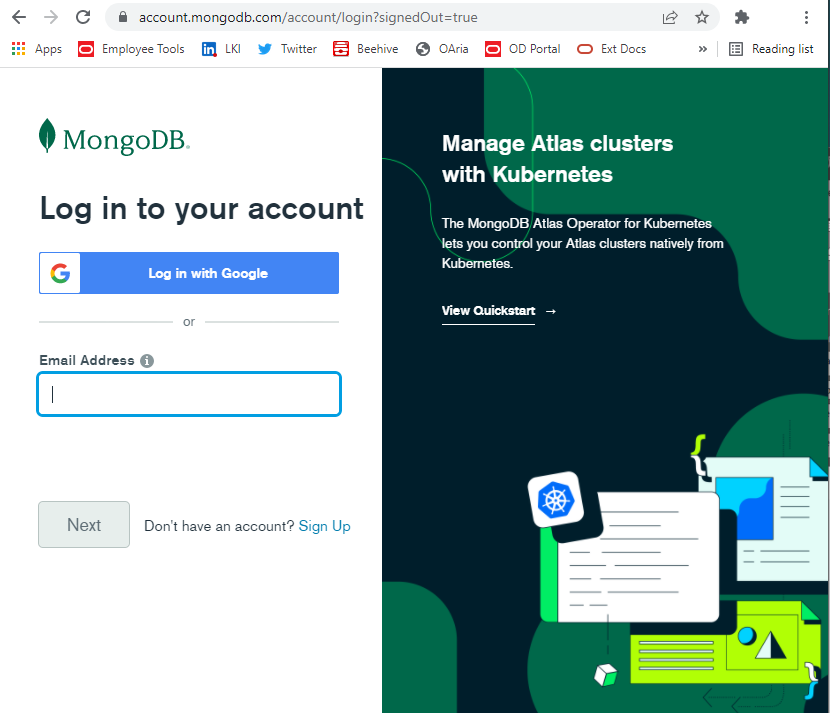 account.mongodb.com/account/login?signedOut=true
Apps Employee Tools LKI Twitter Beehive OAria OD Portal Ext Docs » Reading list
MongoDB.
Log in to your account
Log in with Google
or
Email Address
Next
Don't have an account? Sign Up
Manage Atlas clusters
with Kubernetes
The MongoDB Atlas Operator for Kubernetes
lets you control your Atlas clusters natively from
Kubernetes.
View Quickstart →